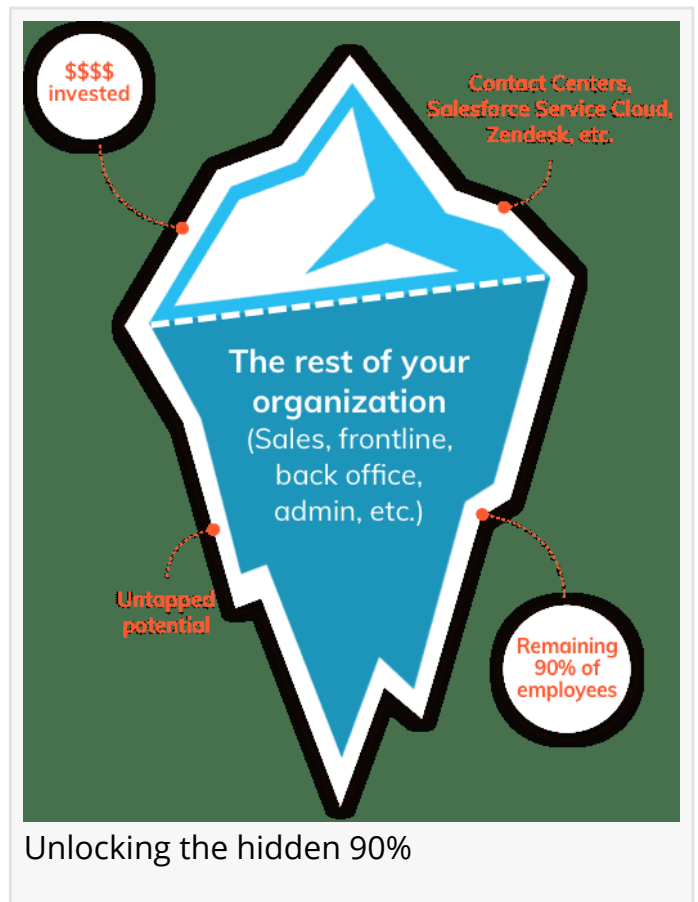 $$$$
invested
Contact Centers,
Salesforce Service Cloud,
Zendesk, etc.
The rest of your
organization
(Sales, frontline,
back office,
admin, etc.)
Untapped
potential
Remaining
90% of
employees
Unlocking the hidden 90%